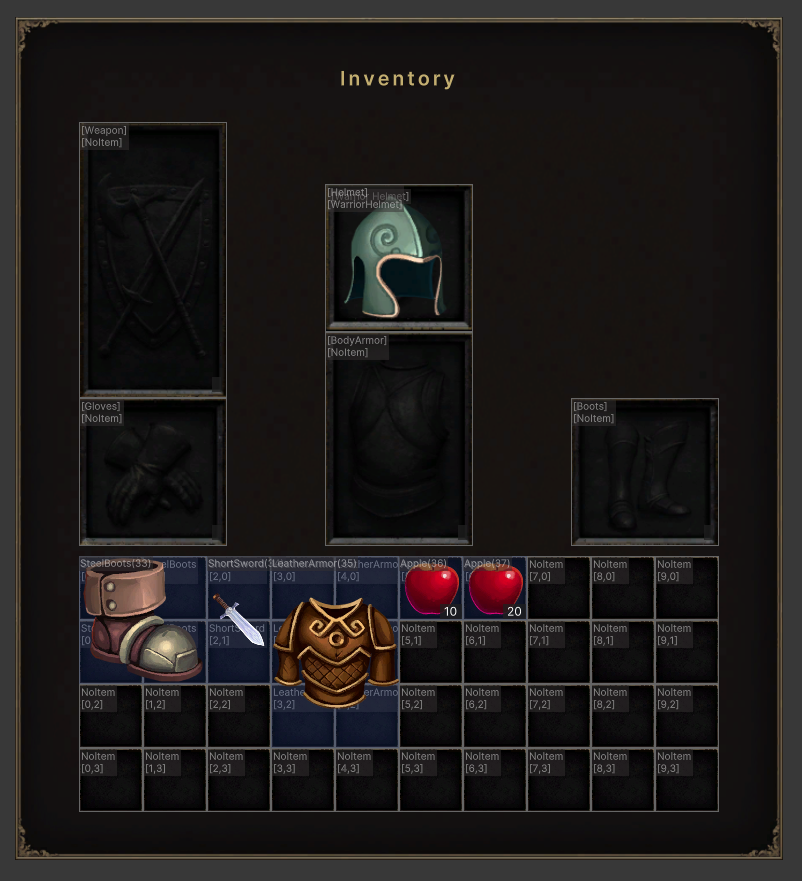 Inventory
[Weapon]
[NoItem]
[Helmet]
[WarriorHelmet]
[BodyArmor]
[NoItem]
[Gloves]
[NoItem]
[Boots]
[NoItem]
SteelBoots(33)
ShortSword(
LeatherArmor(35)
Apple(36)
Apple(37)
NoItem
NoItem
NoItem
[2,0]
[3,0]
[4,0]
[7,0]
[8,0]
[9,0]
10
20
NoItem
NoItem
NoItem
NoItem
NoItem
[2,1]
[5,1]
[6,1]
[7,1]
[8,1]
[9,1]
NoItem
NoItem
NoItem
NoItem
NoItem
NoItem
NoItem
NoItem
[0,2]
[1,2]
[2,2]
[3,2]
[5,2]
[6,2]
[7,2]
[8,2]
[9,2]
NoItem
NoItem
NoItem
NoItem
NoItem
NoItem
NoItem
NoItem
NoItem
NoItem
[0,3]
[1,3]
[2,3]
[3,3]
[4,3]
[5,3]
[6,3]
[7,3]
[8,3]
[9,3]